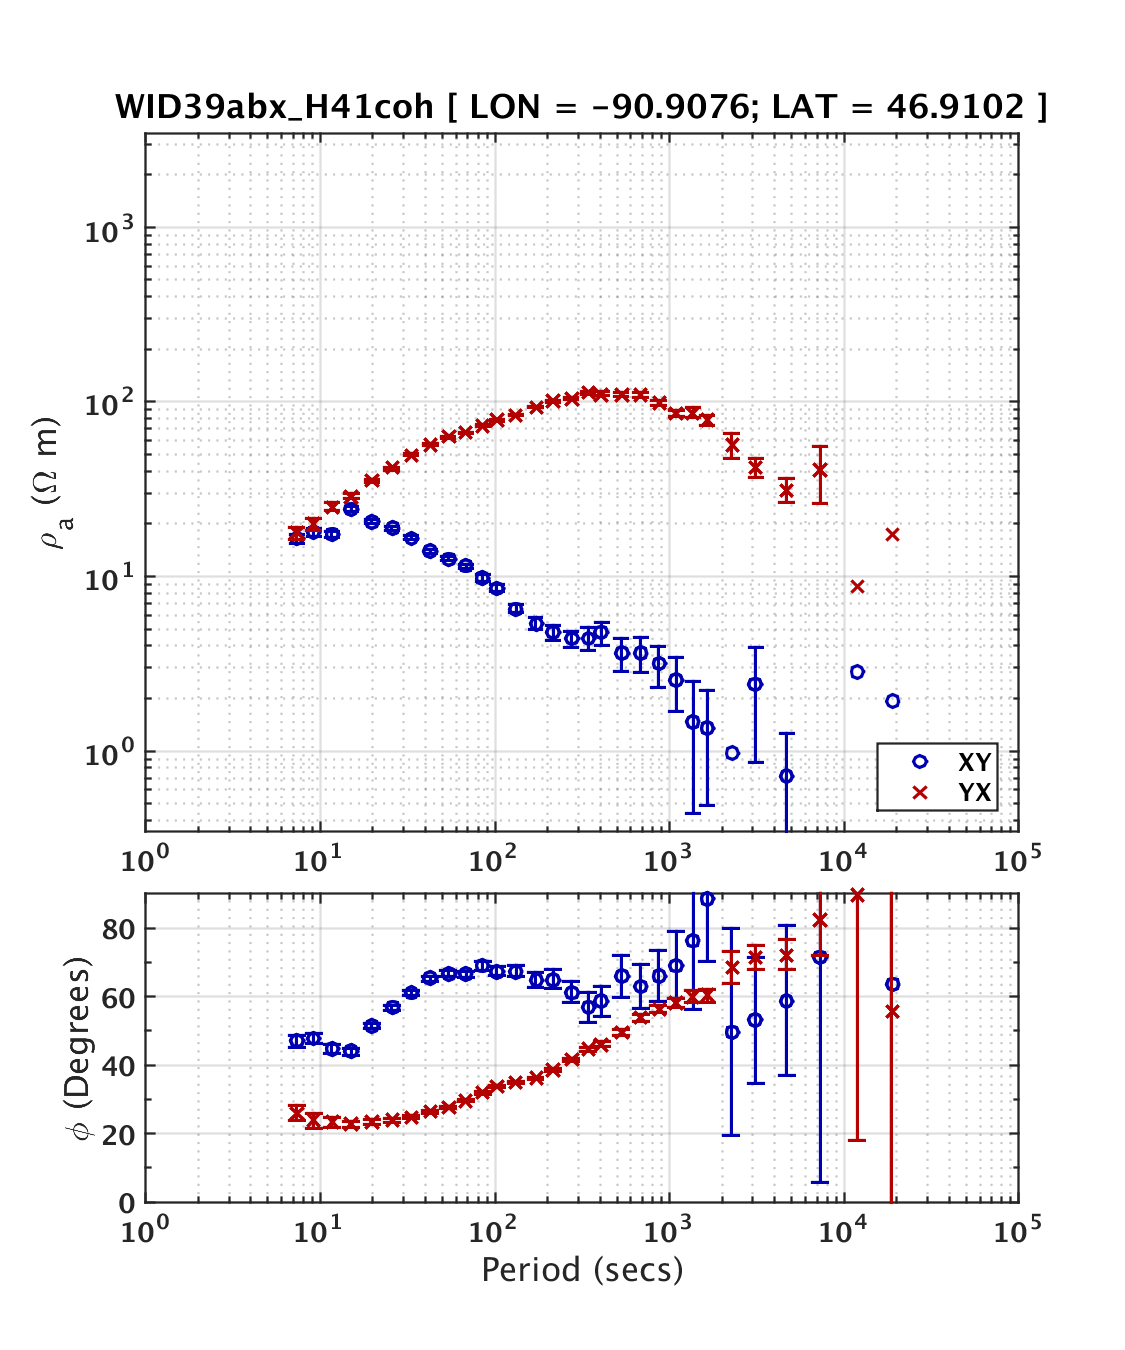 WID39abx_H41coh [ LON = −90.9076; LAT = 46.9102 ]
10³
10²
10¹
10⁰
ρₐ (Ω m)
XY
YX
10⁰ 10¹ 10² 10³ 10⁴ 10⁵
80
60
40
20
0
ϕ (Degrees)
10⁰ 10¹ 10² 10³ 10⁴ 10⁵
Period (secs)